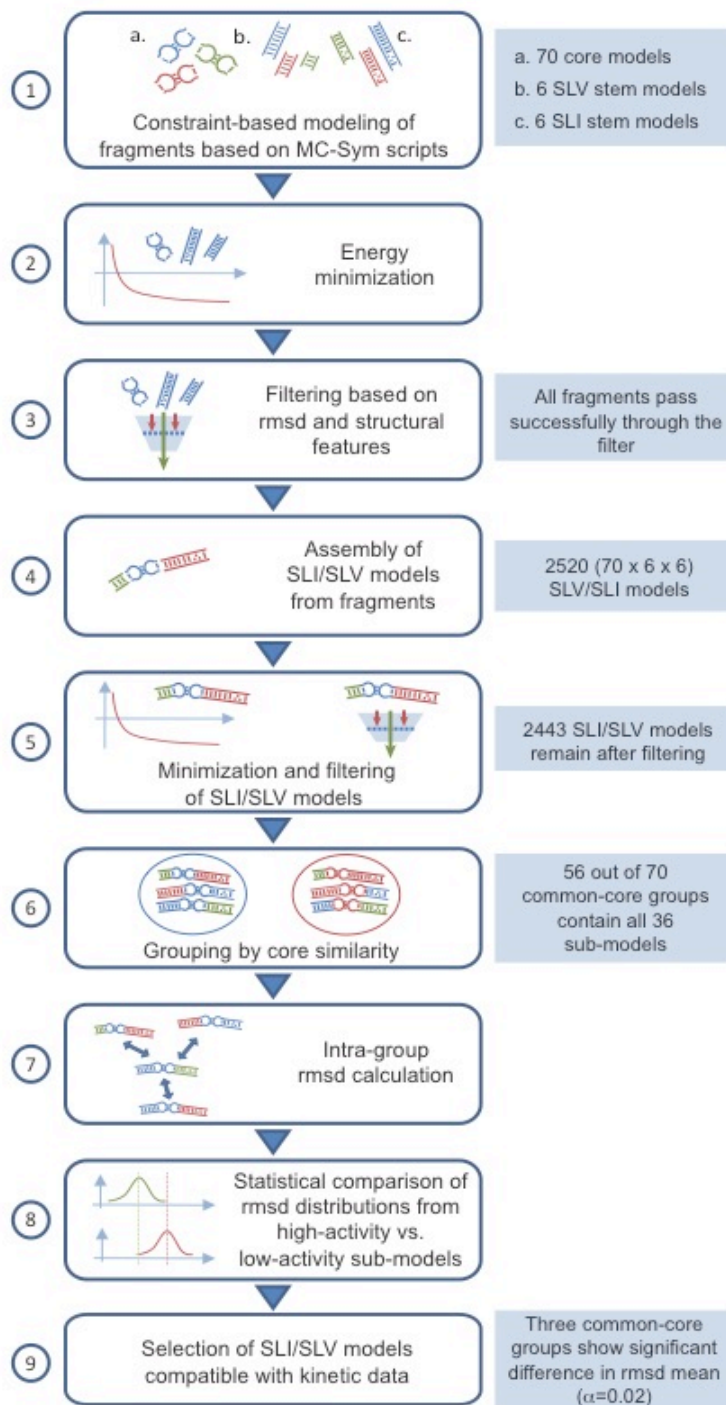 a.
b.
c.
1
Constraint-based modeling of
fragments based on MC-Sym scripts
a. 70 core models
b. 6 SLV stem models
c. 6 SLI stem models
2
Energy
minimization
3
Filtering based on
rmsd and structural
features
All fragments pass
successfully through the
filter
4
Assembly of
SLI/SLV models
from fragments
2520 (70 x 6 x 6)
SLV/SLI models
5
Minimization and filtering
of SLI/SLV models
2443 SLI/SLV models
remain after filtering
6
Grouping by core similarity
56 out of 70
common-core groups
contain all 36
sub-models
7
Intra-group
rmsd calculation
8
Statistical comparison of
rmsd distributions from
high-activity vs.
low-activity sub-models
9
Selection of SLI/SLV models
compatible with kinetic data
Three common-core
groups show significant
difference in rmsd mean
(α=0.02)